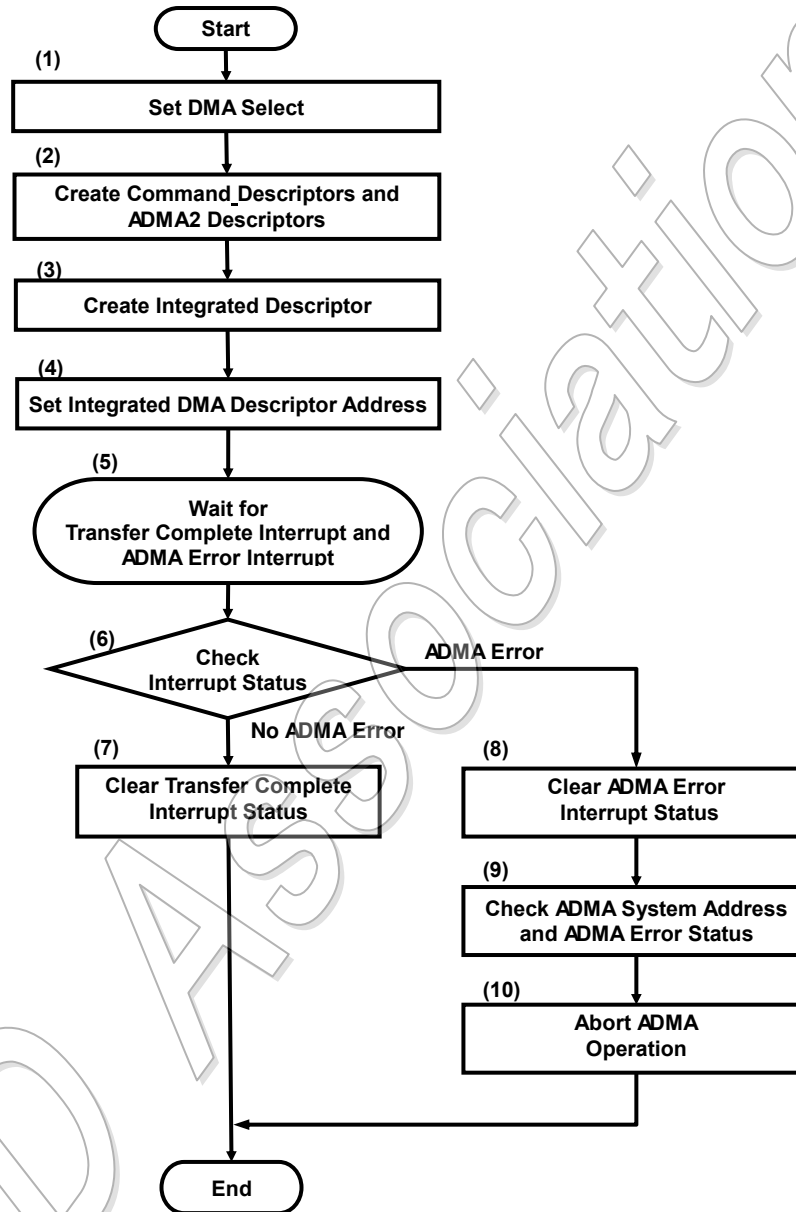 Start
(1)
Set DMA Select
(2)
Create Command_Descriptors and
ADMA2 Descriptors
(3)
Create Integrated Descriptor
(4)
Set Integrated DMA Descriptor Address
(5)
Wait for
Transfer Complete Interrupt and
ADMA Error Interrupt
(6)
Check
Interrupt Status
ADMA Error
No ADMA Error
(7)
Clear Transfer Complete
Interrupt Status
(8)
Clear ADMA Error
Interrupt Status
(9)
Check ADMA System Address
and ADMA Error Status
(10)
Abort ADMA
Operation
End
D Association